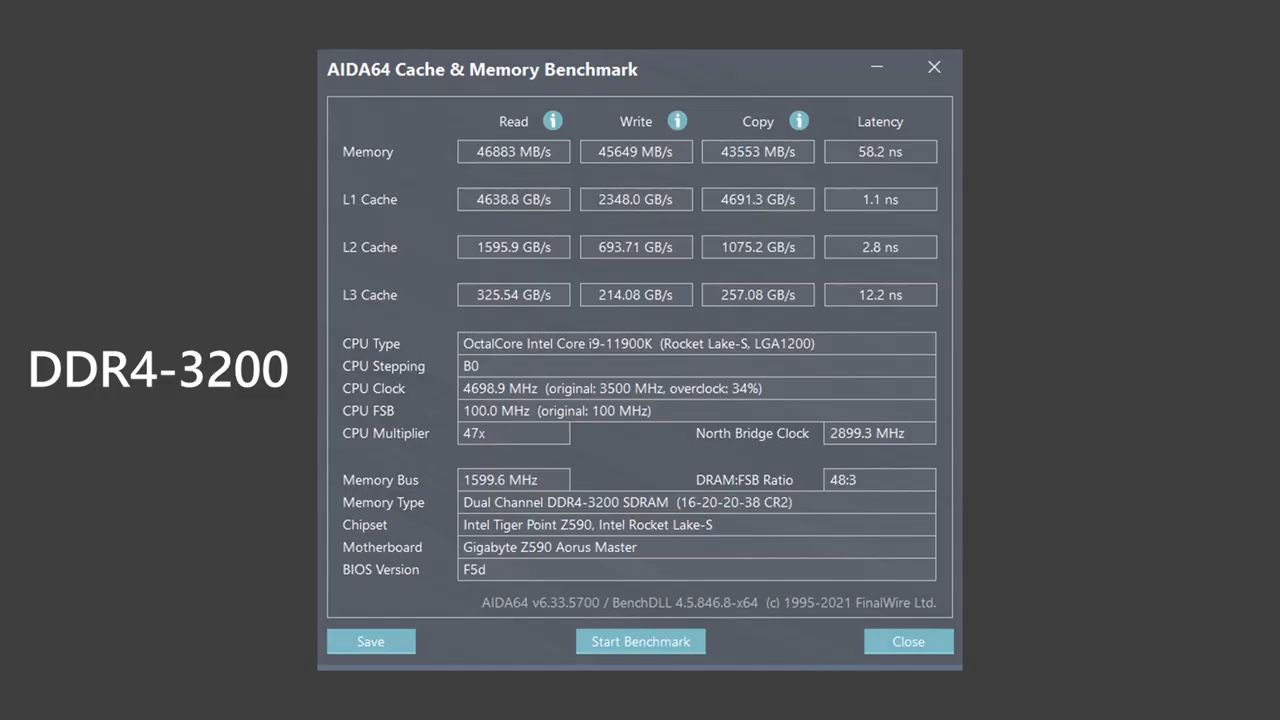 AIDA64 Cache & Memory Benchmark
Read Write Copy Latency
Memory 46883 MB/s 45649 MB/s 43553 MB/s 58.2 ns
L1 Cache 4638.8 GB/s 2348.0 GB/s 4691.3 GB/s 1.1 ns
L2 Cache 1595.9 GB/s 693.71 GB/s 1075.2 GB/s 2.8 ns
L3 Cache 325.54 GB/s 214.08 GB/s 257.08 GB/s 12.2 ns
CPU Type OctalCore Intel Core i9-11900K (Rocket Lake-S, LGA1200)
DDR4-3200
CPU Stepping B0
CPU Clock 4698.9 MHz (original: 3500 MHz, overclock: 34%)
CPU FSB 100.0 MHz (original: 100 MHz)
CPU Multiplier 47x North Bridge Clock 2899.3 MHz
Memory Bus 1599.6 MHz DRAM:FSB Ratio 48:3
Memory Type Dual Channel DDR4-3200 SDRAM (16-20-20-38 CR2)
Chipset Intel Tiger Point Z590, Intel Rocket Lake-S
Motherboard Gigabyte Z590 Aorus Master
BIOS Version F5d
AIDA64 v6.33.5700 / BenchDLL 4.5.846.8-x64 (c) 1995-2021 FinalWire Ltd.
Save Start Benchmark Close